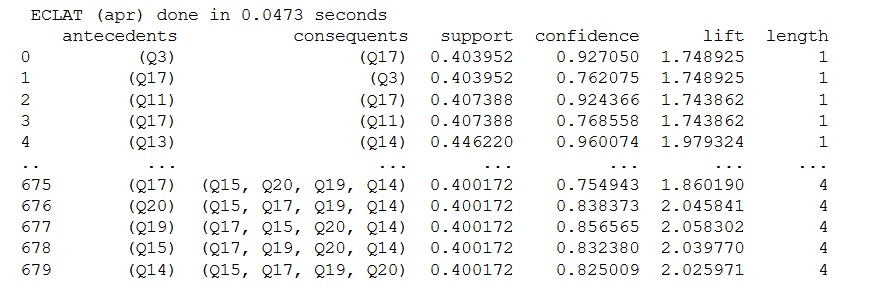 ECLAT (apr) done in 0.0473 seconds
antecedents consequents support confidence lift length
0 (Q3) (Q17) 0.403952 0.927050 1.748925 1
1 (Q17) (Q3) 0.403952 0.762075 1.748925 1
2 (Q11) (Q17) 0.407388 0.924366 1.743862 1
3 (Q17) (Q11) 0.407388 0.768558 1.743862 1
4 (Q13) (Q14) 0.446220 0.960074 1.979324 1
.. ... ... ... ... ... ...
675 (Q17) (Q15, Q20, Q19, Q14) 0.400172 0.754943 1.860190 4
676 (Q20) (Q15, Q17, Q19, Q14) 0.400172 0.838373 2.045841 4
677 (Q19) (Q17, Q15, Q20, Q14) 0.400172 0.856565 2.058302 4
678 (Q15) (Q17, Q19, Q20, Q14) 0.400172 0.832380 2.039770 4
679 (Q14) (Q15, Q17, Q19, Q20) 0.400172 0.825009 2.025971 4